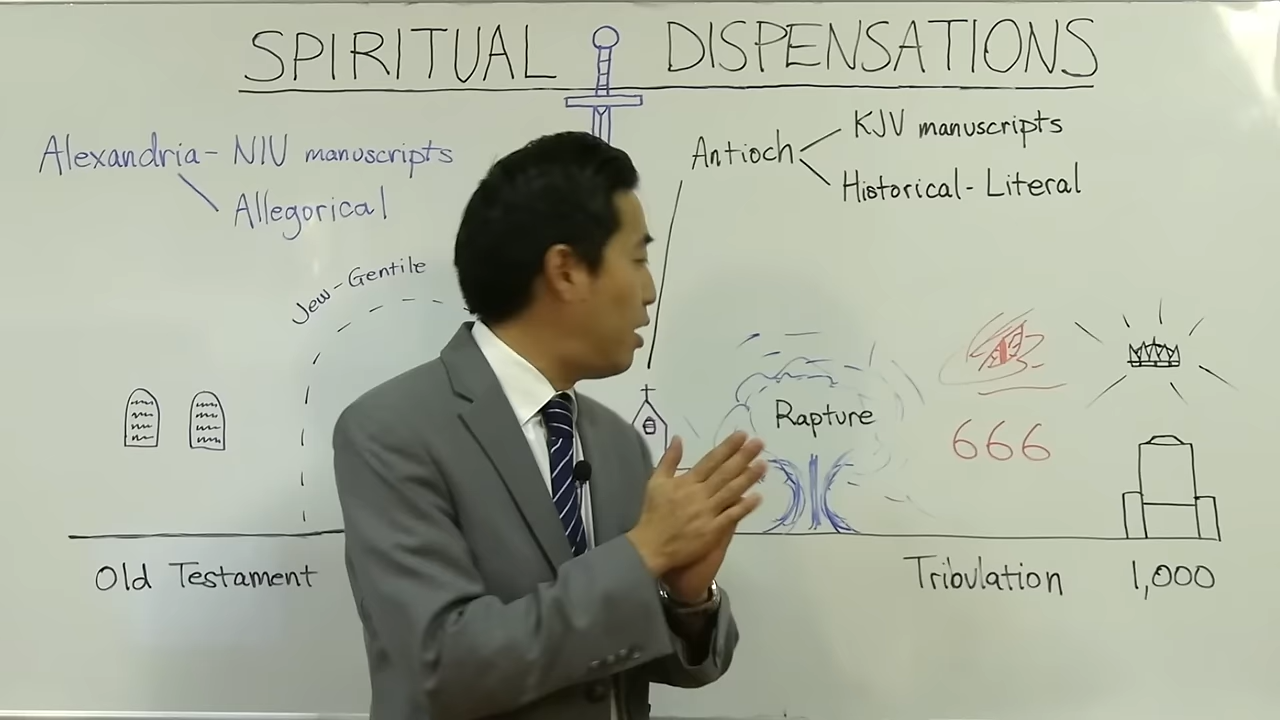 SPIRITUAL DISPENSATIONS
Alexandria - NIV manuscripts
Allegorical
Antioch
KJV manuscripts
Historical - Literal
Jew - Gentile
Rapture
666
Old Testament
Tribulation
1,000